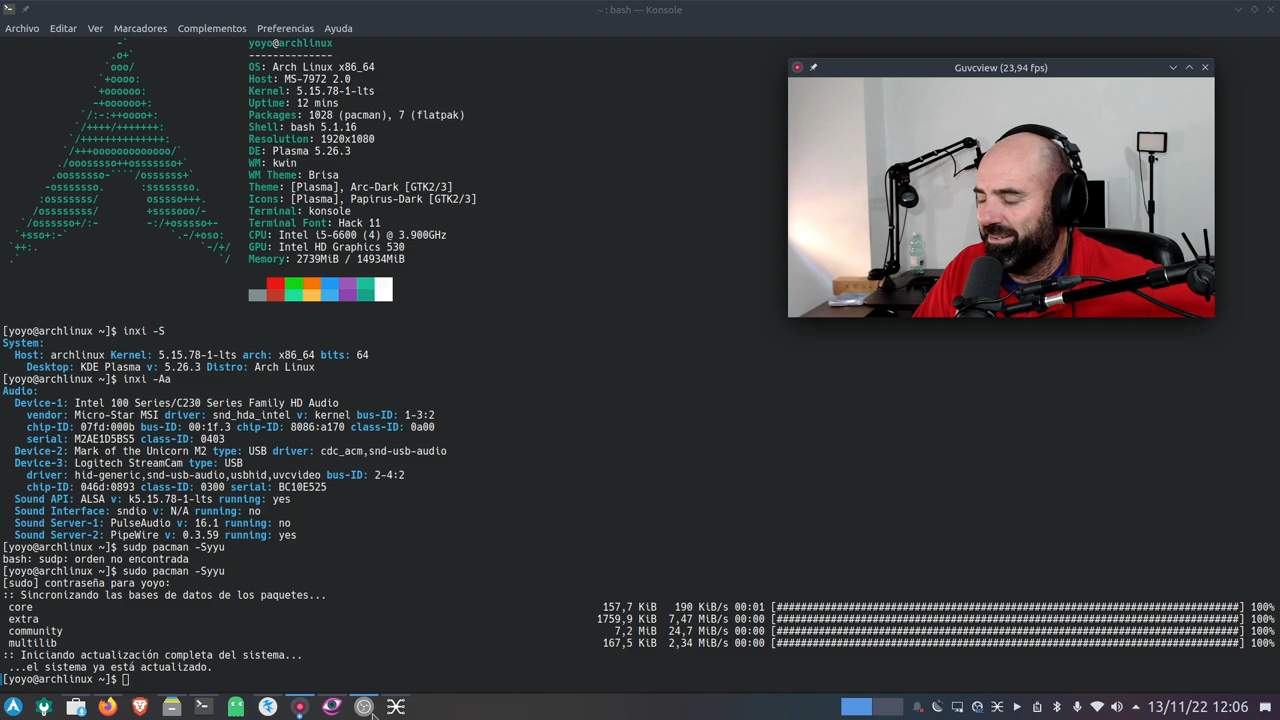 ~ : bash — Konsole
Archivo Editar Ver Marcadores Complementos Preferencias Ayuda
yoyo@archlinux
--------------
OS: Arch Linux x86_64
Host: MS-7972 2.0
Kernel: 5.15.78-1-lts
Uptime: 12 mins
Packages: 1028 (pacman), 7 (flatpak)
Shell: bash 5.1.16
Resolution: 1920x1080
DE: Plasma 5.26.3
WM: kwin
WM Theme: Brisa
Theme: [Plasma], Arc-Dark [GTK2/3]
Icons: [Plasma], Papirus-Dark [GTK2/3]
Terminal: konsole
Terminal Font: Hack 11
CPU: Intel i5-6600 (4) @ 3.900GHz
GPU: Intel HD Graphics 530
Memory: 2739MiB / 14934MiB
Guvcview (23,94 fps)
[yoyo@archlinux ~]$ inxi -S
System:
Host: archlinux Kernel: 5.15.78-1-lts arch: x86_64 bits: 64
Desktop: KDE Plasma v: 5.26.3 Distro: Arch Linux
[yoyo@archlinux ~]$ inxi -Aa
Audio:
Device-1: Intel 100 Series/C230 Series Family HD Audio
vendor: Micro-Star MSI driver: snd_hda_intel v: kernel bus-ID: 1-3:2
chip-ID: 07fd:000b bus-ID: 00:1f.3 chip-ID: 8086:a170 class-ID: 0a00
serial: M2AE1D5BS5 class-ID: 0403
Device-2: Mark of the Unicorn M2 type: USB driver: cdc_acm,snd-usb-audio
Device-3: Logitech StreamCam type: USB
driver: hid-generic,snd-usb-audio,usbhid,uvcvideo bus-ID: 2-4:2
chip-ID: 046d:0893 class-ID: 0300 serial: BC10E525
Sound API: ALSA v: k5.15.78-1-lts running: yes
Sound Interface: sndio v: N/A running: no
Sound Server-1: PulseAudio v: 16.1 running: no
Sound Server-2: PipeWire v: 0.3.59 running: yes
[yoyo@archlinux ~]$ sudp pacman -Syyu
bash: sudp: orden no encontrada
[yoyo@archlinux ~]$ sudo pacman -Syyu
[sudo] contraseña para yoyo:
:: Sincronizando las bases de datos de los paquetes...
core 157,7 KiB 190 KiB/s 00:01 [##############################################################################] 100%
extra 1759,9 KiB 7,47 MiB/s 00:00 [##############################################################################] 100%
community 7,2 MiB 24,7 MiB/s 00:00 [##############################################################################] 100%
multilib 167,5 KiB 2,34 MiB/s 00:00 [##############################################################################] 100%
:: Iniciando actualización completa del sistema...
...el sistema ya está actualizado.
[yoyo@archlinux ~]$
13/11/22 12:06